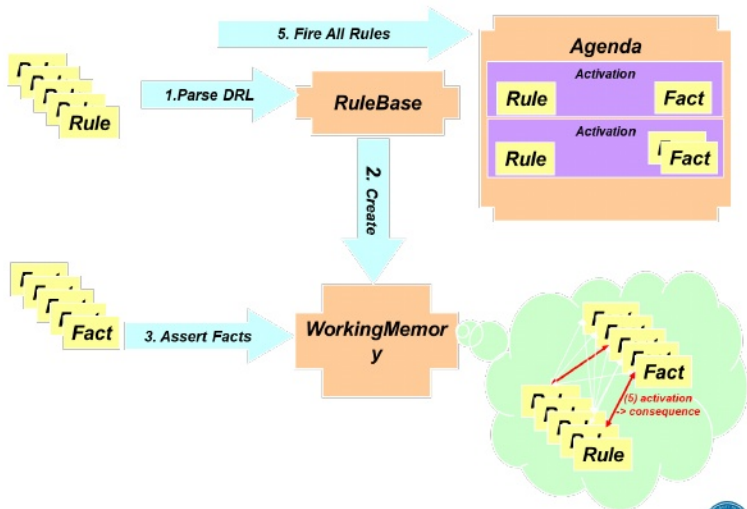 5. Fire All Rules
Agenda
Activation
Rule
Fact
1.Parse DRL
RuleBase
Rule
Activation
Rule
Fact
2. Create
Fact
3. Assert Facts
WorkingMemor
y
Fact
(5) activation
-> consequence
Rule